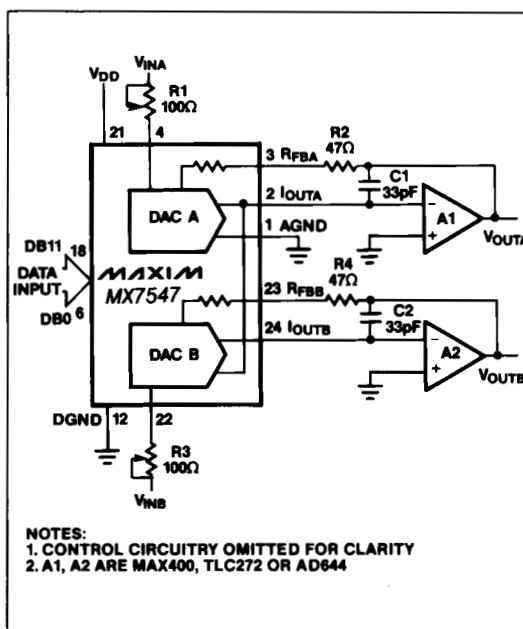 VINA
VDD
R1
100Ω
21
4
R2
47Ω
3 RFBA
C1
33pF
2 IOUTA
DAC A
1 AGND
A1
VOUTA
DB11
18
DATA
INPUT
DB0
6
MAXIM
MX7547
R4
47Ω
23 RFBB
C2
33pF
24 IOUTB
DAC B
A2
VOUTB
DGND
12
22
R3
100Ω
VINB
NOTES:
1. CONTROL CIRCUITRY OMITTED FOR CLARITY
2. A1, A2 ARE MAX400, TLC272 OR AD644